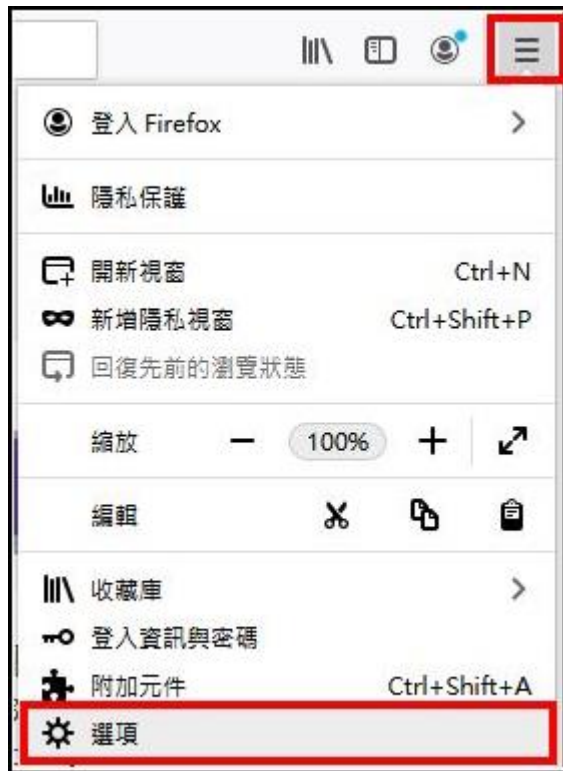 登入 Firefox
隱私保護
開新視窗 Ctrl+N
新增隱私視窗 Ctrl+Shift+P
回復先前的瀏覽狀態
縮放 100%
編輯
收藏庫
登入資訊與密碼
附加元件 Ctrl+Shift+A
選項